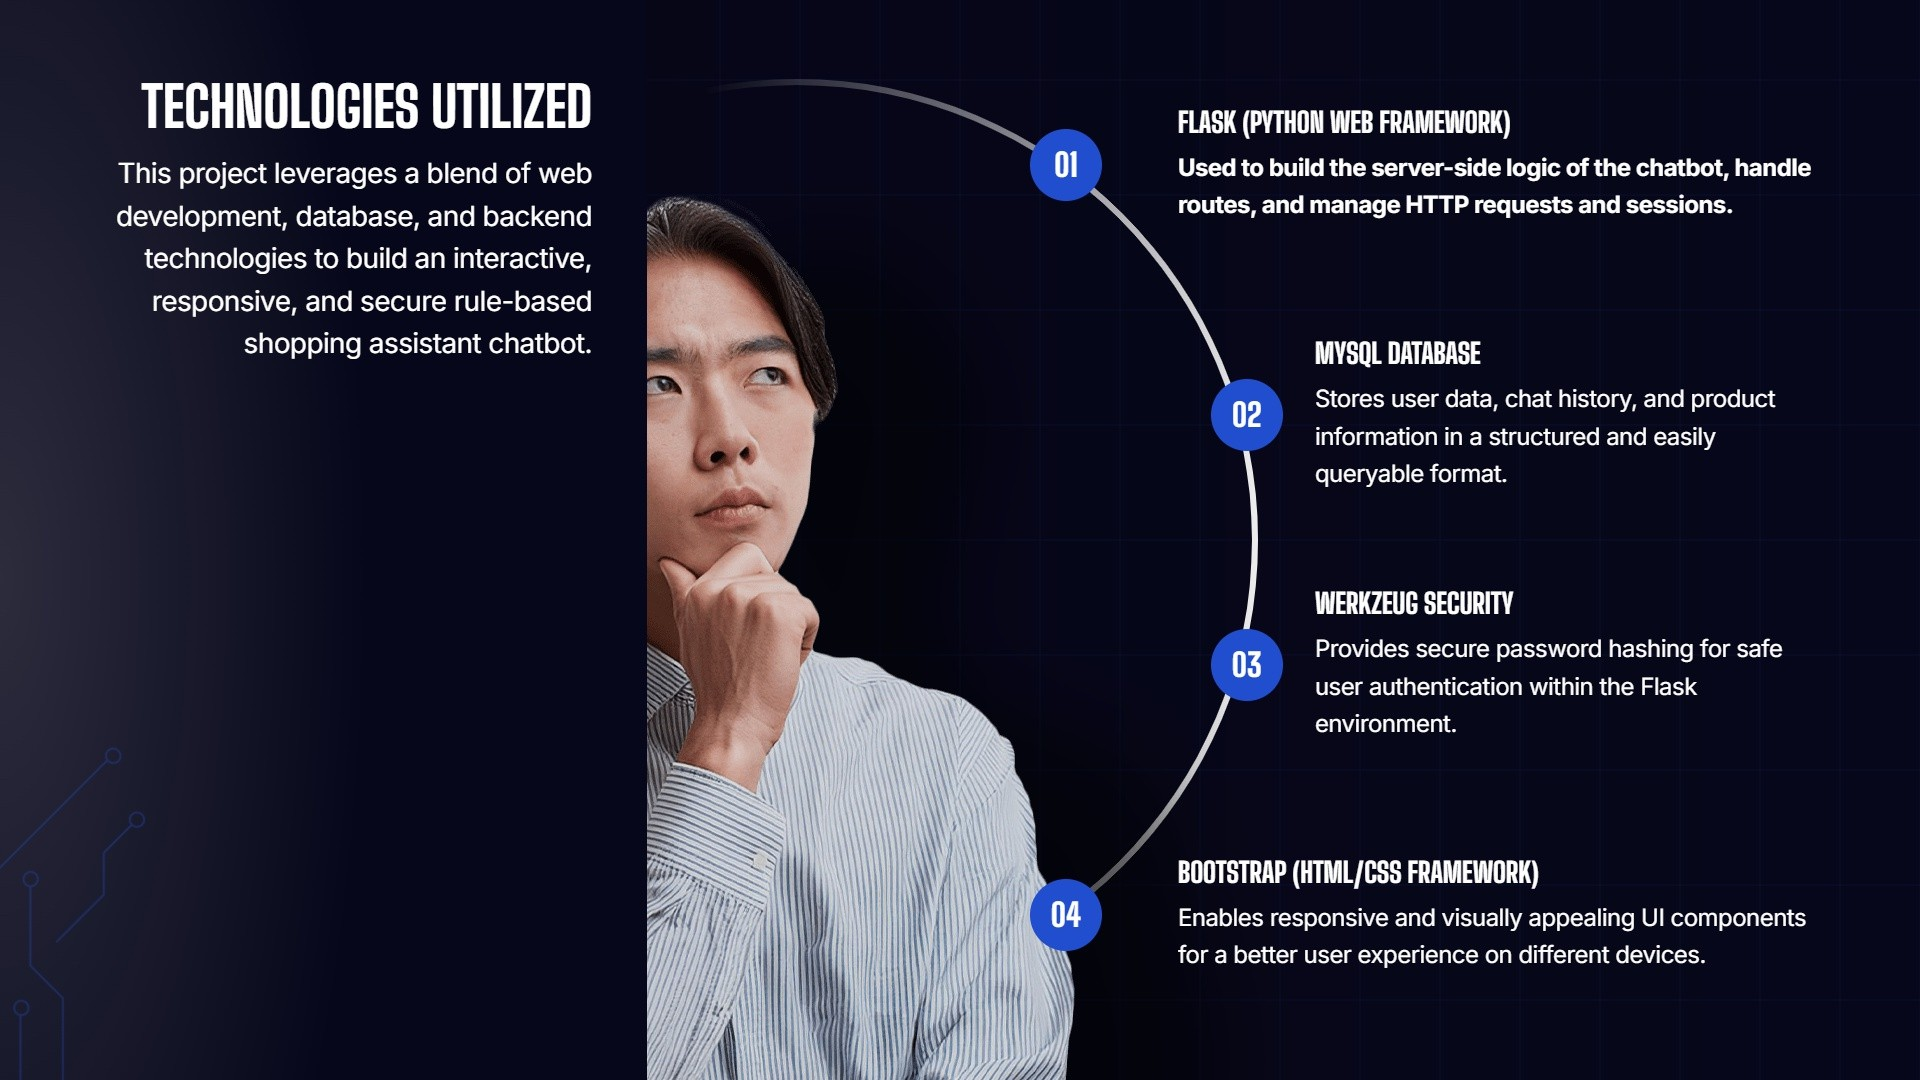 TECHNOLOGIES UTILIZED
This project leverages a blend of web
development, database, and backend
technologies to build an interactive,
responsive, and secure rule-based
shopping assistant chatbot.
01
FLASK (PYTHON WEB FRAMEWORK)
Used to build the server-side logic of the chatbot, handle
routes, and manage HTTP requests and sessions.
02
MYSQL DATABASE
Stores user data, chat history, and product
information in a structured and easily
queryable format.
03
WERKZEUG SECURITY
Provides secure password hashing for safe
user authentication within the Flask
environment.
04
BOOTSTRAP (HTML/CSS FRAMEWORK)
Enables responsive and visually appealing UI components
for a better user experience on different devices.